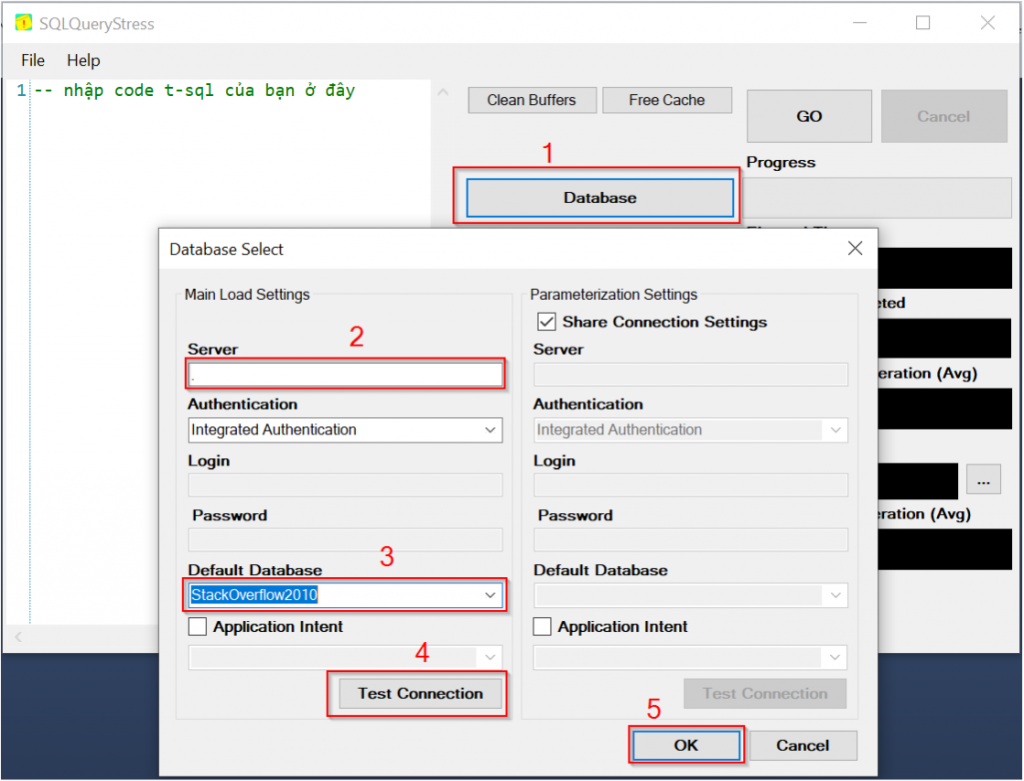 SQLQueryStress
File Help
1 -- nhập code t-sql của bạn ở đây
Clean Buffers Free Cache
GO Cancel
1
Progress
Database
Database Select
Main Load Settings
2
Server
.
Authentication
Integrated Authentication
Login
Password
3
Default Database
StackOverflow2010
Application Intent
4
Test Connection
Parameterization Settings
Share Connection Settings
Server
Authentication
Integrated Authentication
Login
Password
Default Database
Application Intent
Test Connection
5
OK Cancel
eted
eration (Avg)
...
eration (Avg)